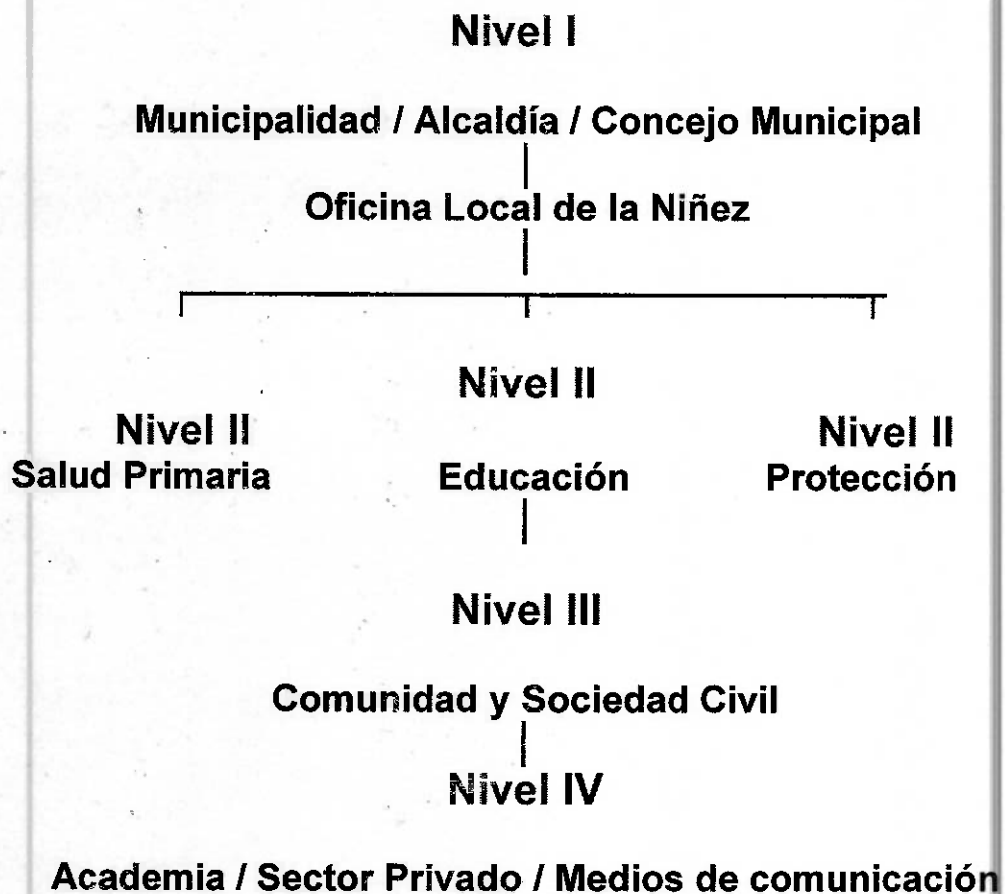 Nivel I
Municipalidad / Alcaldía / Concejo Municipal
Oficina Local de la Niñez
Nivel II
Nivel II
Nivel II
Salud Primaria
Educación
Protección
Nivel III
Comunidad y Sociedad Civil
Nivel IV
Academia / Sector Privado / Medios de comunicación